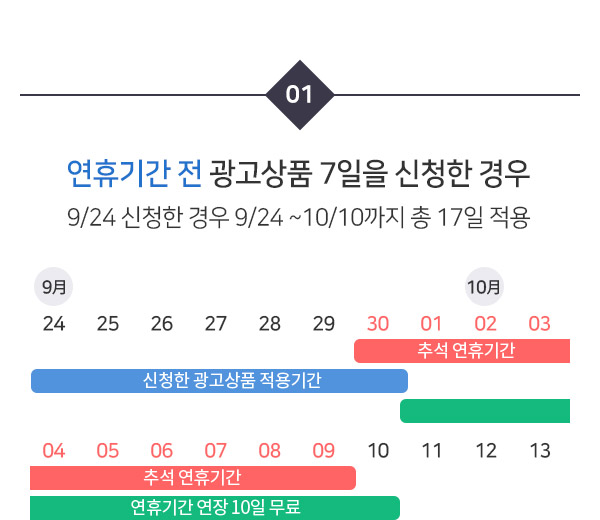 01
연휴기간 전 광고상품 7일을 신청한 경우
9/24 신청한 경우 9/24 ~10/10까지 총 17일 적용
9月 10月
24 25 26 27 28 29 30 01 02 03
추석 연휴기간
신청한 광고상품 적용기간
04 05 06 07 08 09 10 11 12 13
추석 연휴기간
연휴기간 연장 10일 무료